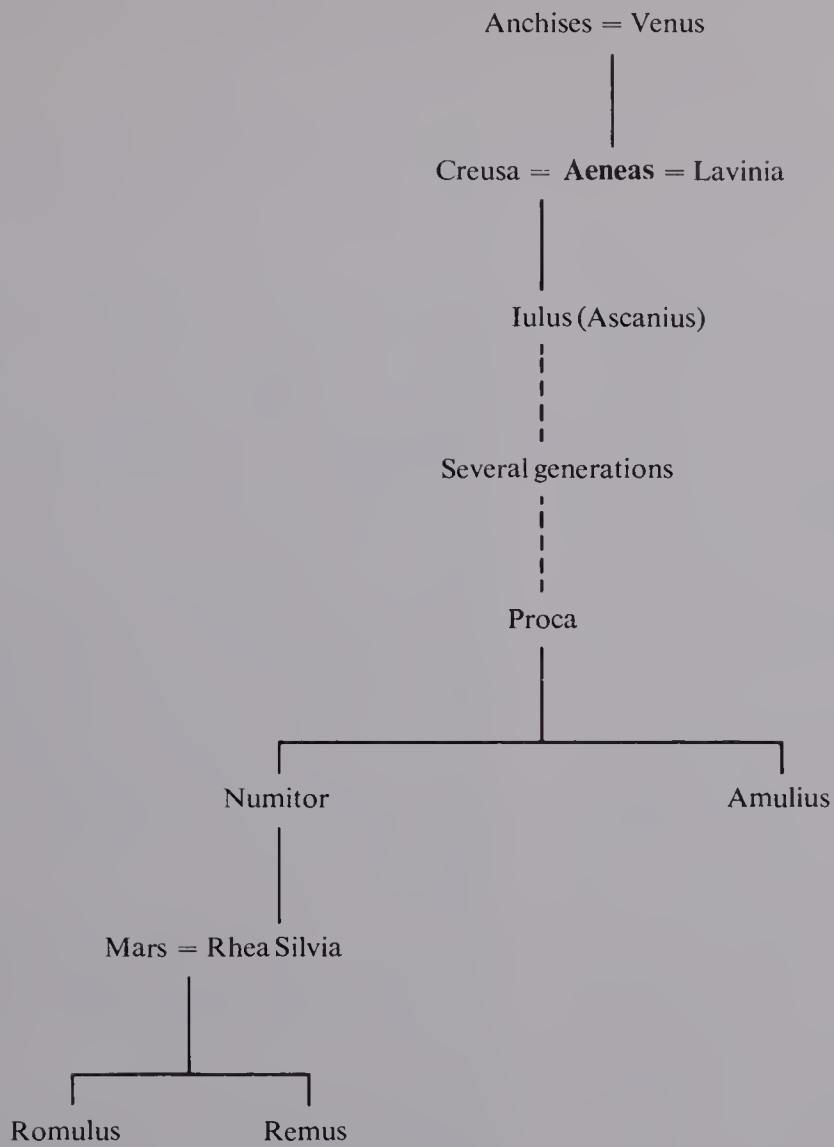 Anchises = Venus
Creusa = Aeneas = Lavinia
Iulus (Ascanius)
Several generations
Proca
Numitor Amulius
Mars = Rhea Silvia
Romulus Remus